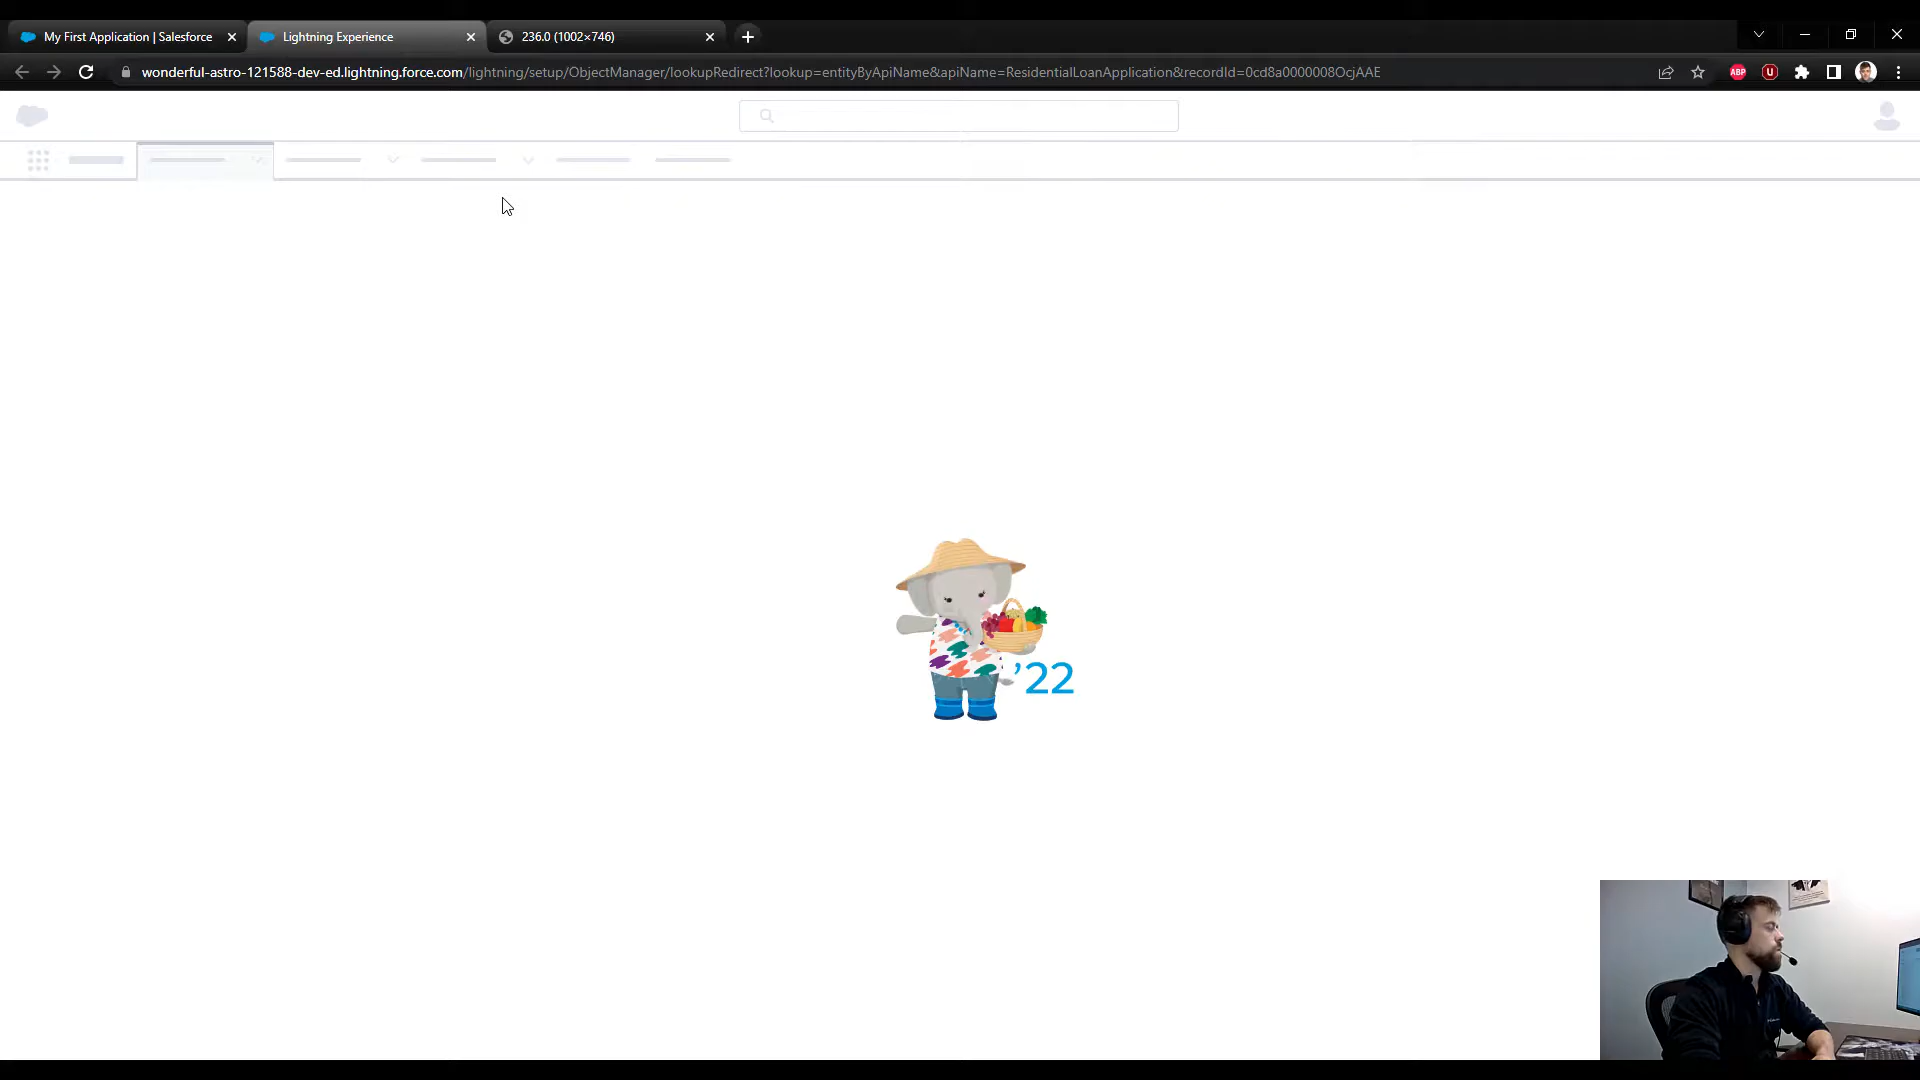 My First Application | Salesforce
Lightning Experience
236.0 (1002×746)
wonderful-astro-121588-dev-ed.lightning.force.com/lightning/setup/ObjectManager/lookupRedirect?lookup=entityByApiName&apiName=ResidentialLoanApplication&recordId=0cd8a0000008OcjAAE
ABP
U
’22